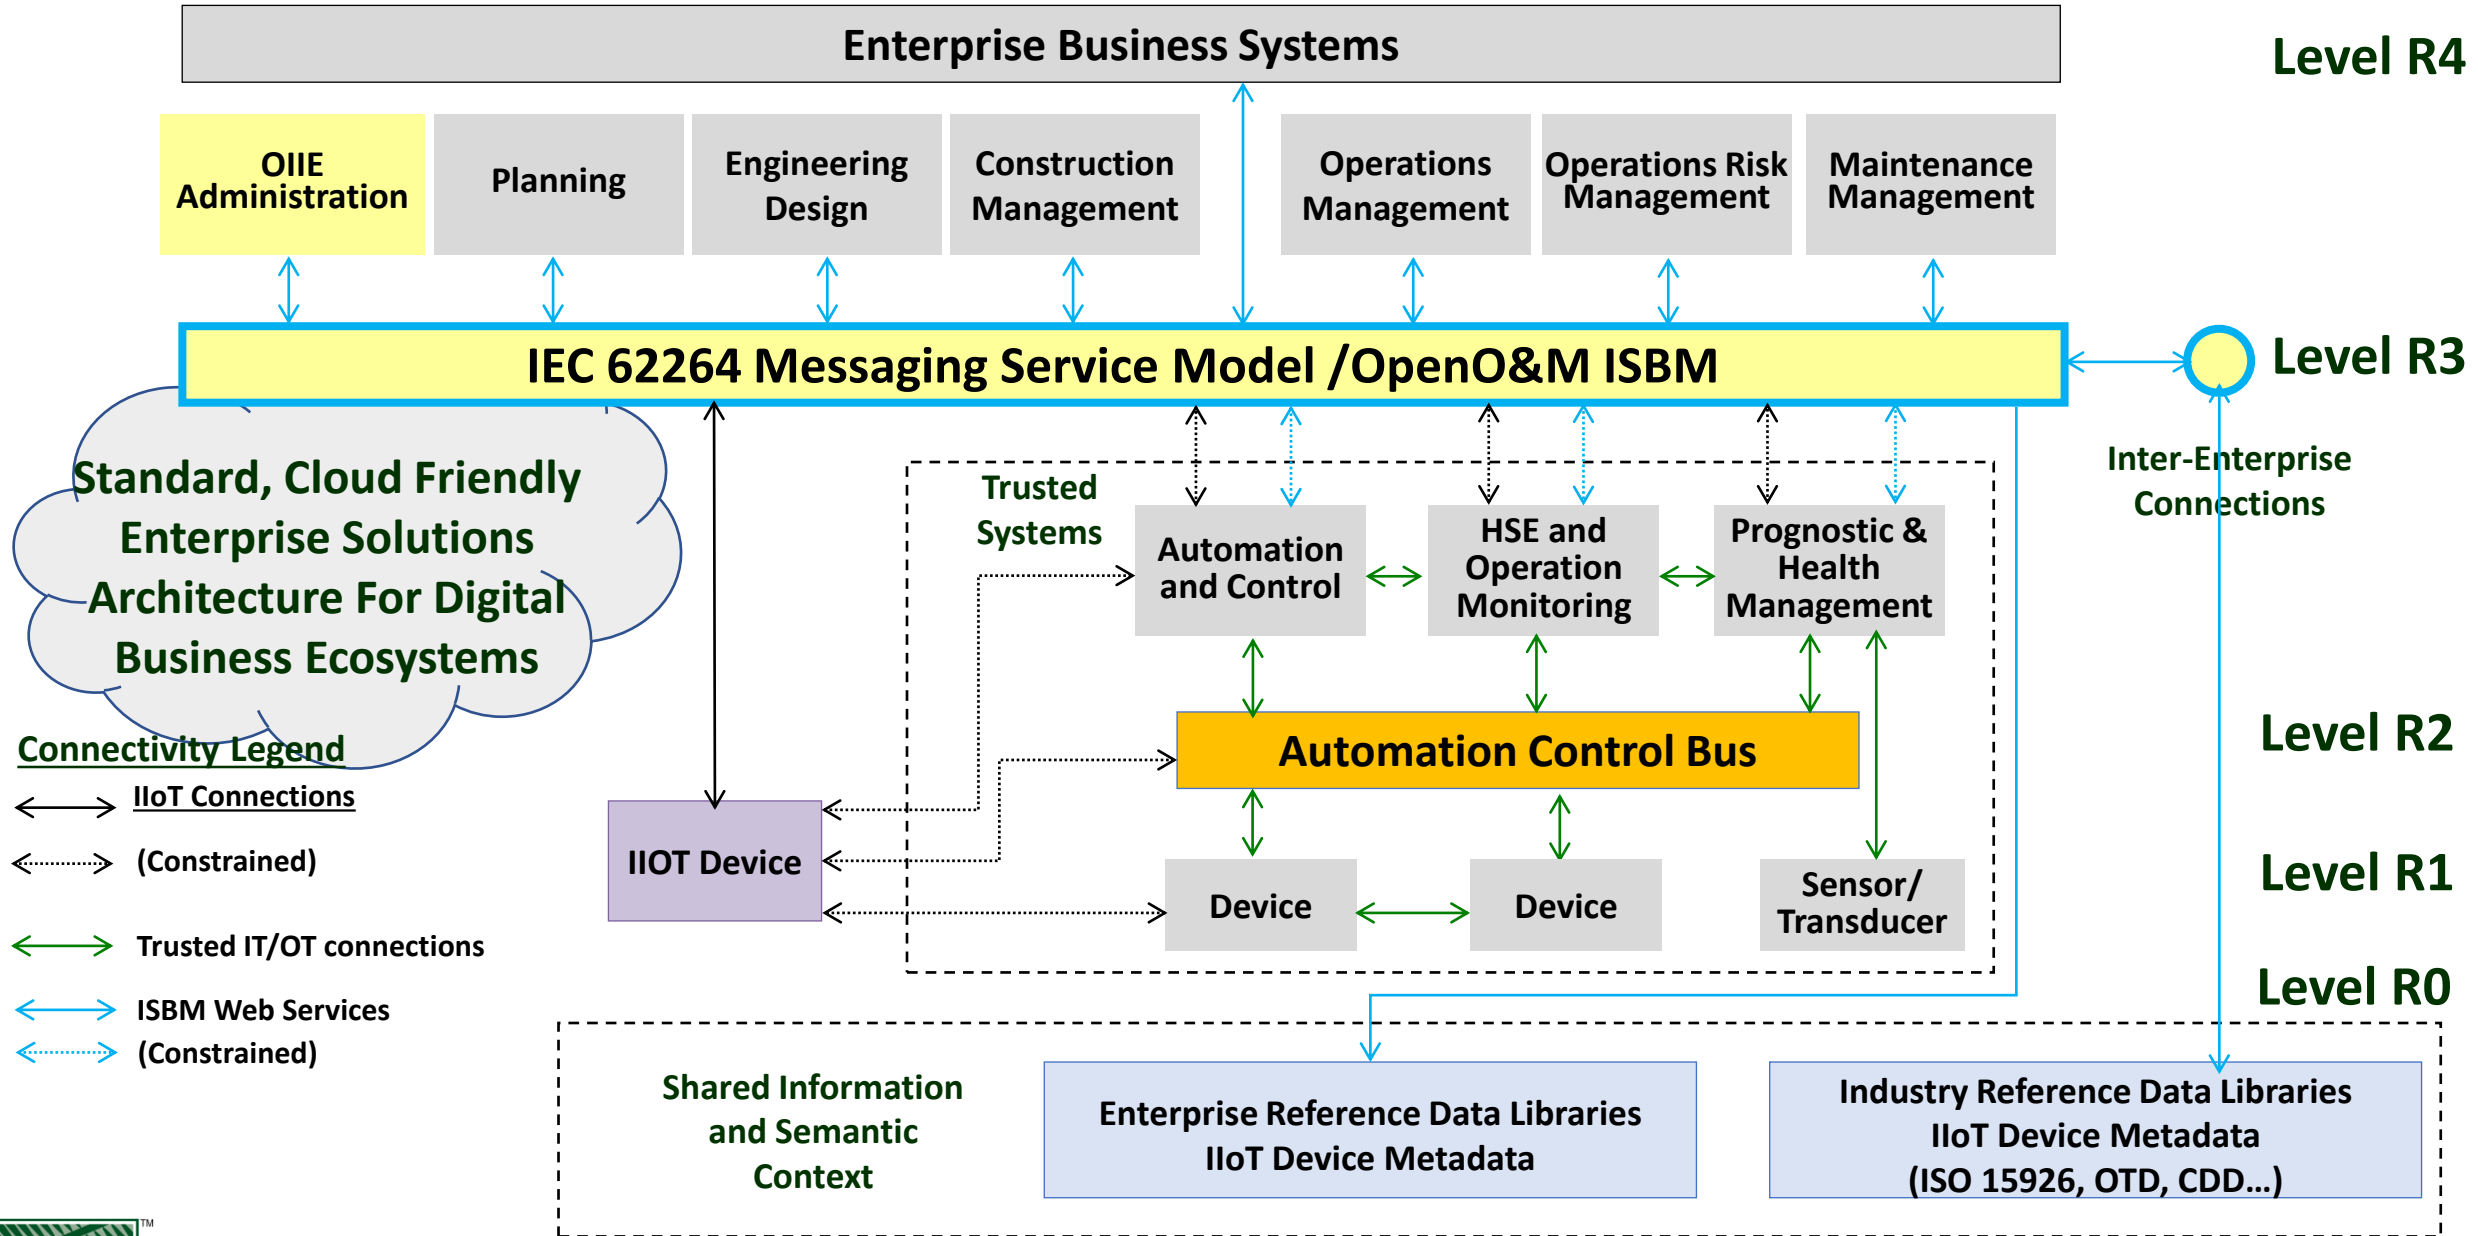 Enterprise Business Systems
Level R4
OIIE
Administration
Planning
Engineering
Design
Construction
Management
Operations
Management
Operations Risk
Management
Maintenance
Management
IEC 62264 Messaging Service Model /OpenO&M ISBM
Level R3
Inter-Enterprise
Connections
Standard, Cloud Friendly
Enterprise Solutions
Architecture For Digital
Business Ecosystems
Trusted
Systems
Automation
and Control
HSE and
Operation
Monitoring
Prognostic &
Health
Management
Automation Control Bus
Level R2
Connectivity Legend
IIoT Connections
(Constrained)
Trusted IT/OT connections
ISBM Web Services
(Constrained)
IIOT Device
Device
Device
Sensor/
Transducer
Level R1
Level R0
Shared Information
and Semantic
Context
Enterprise Reference Data Libraries
IIoT Device Metadata
Industry Reference Data Libraries
IIoT Device Metadata
(ISO 15926, OTD, CDD...)
TM